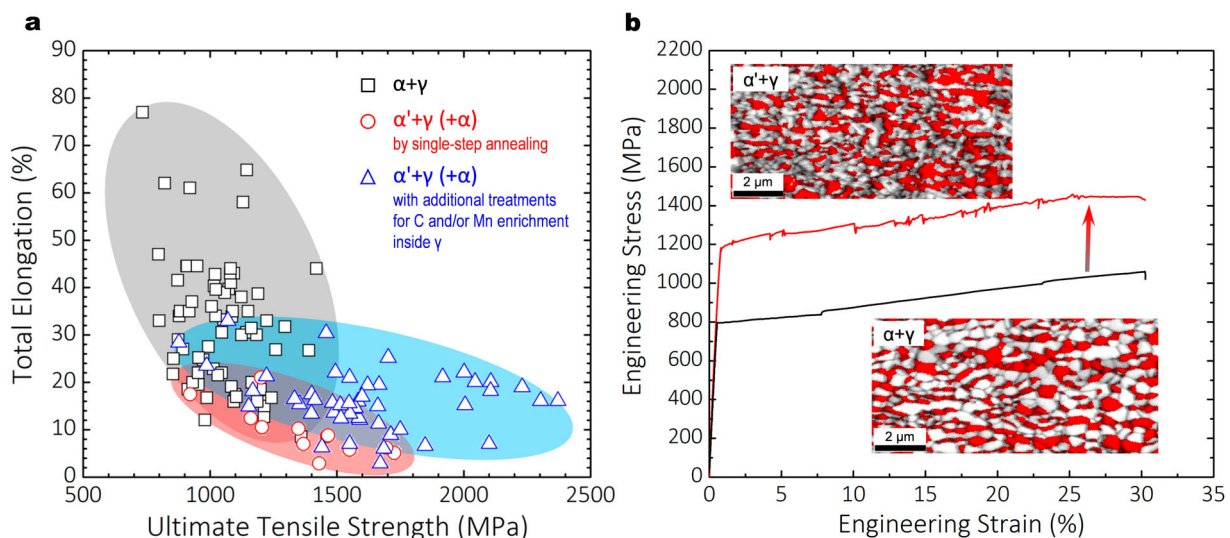 a
90
80
70
60
50
40
30
20
10
0
Total Elongation (%)
α+γ
α'+γ (+α)
by single-step annealing
α'+γ (+α)
with additional treatments
for C and/or Mn enrichment
inside γ
500
1000
1500
2000
2500
Ultimate Tensile Strength (MPa)
b
2200
2000
1800
1600
1400
1200
1000
800
600
400
200
0
Engineering Stress (MPa)
α'+γ
2 μm
α+γ
2 μm
0
5
10
15
20
25
30
35
Engineering Strain (%)